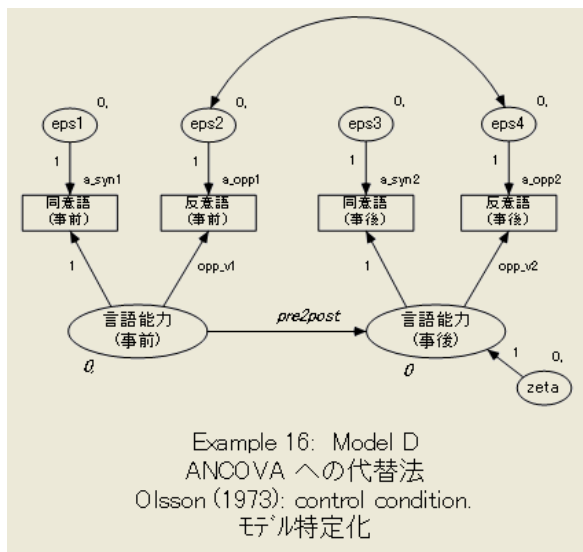 0,
0,
0,
0,
eps1
eps2
eps3
eps4
1
1
1
1
a_syn1
a_opp1
a_syn2
a_opp2
同意語
(事前)
反意語
(事前)
同意語
(事後)
反意語
(事後)
1
opp_v1
1
opp_v2
言語能力
(事前)
pre2post
言語能力
(事後)
0,
0
1
0,
zeta
Example 16: Model D
ANCOVA への代替法
Olsson (1973): control condition.
モデル特定化